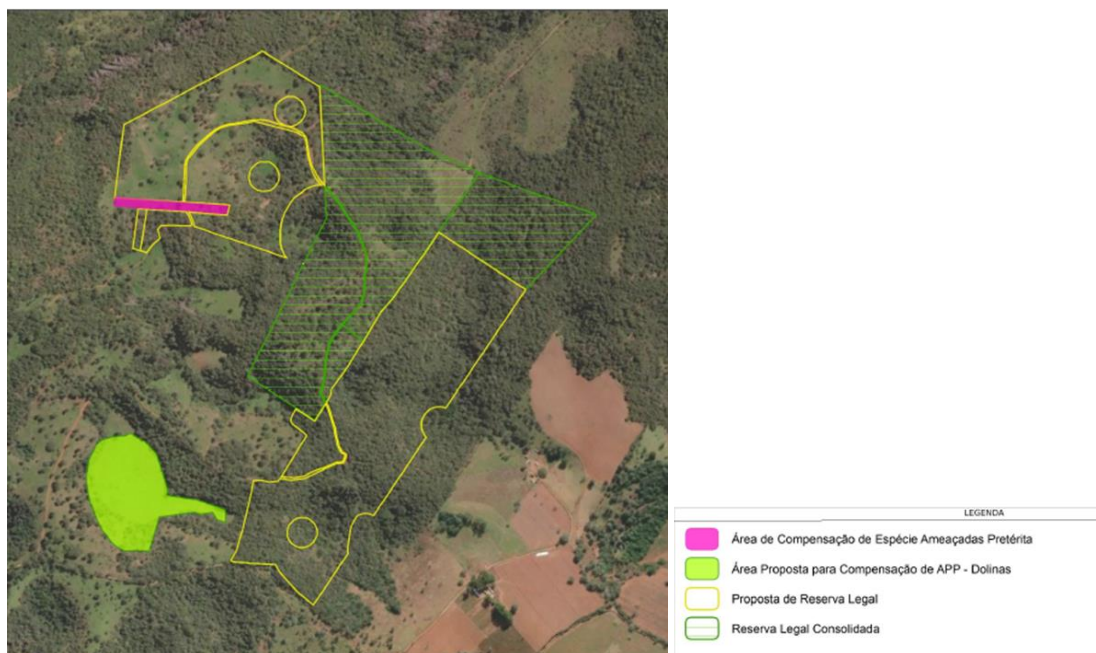 LEGENDA
Área de Compensação de Espécie Ameaçadas Pretérita
Área Proposta para Compensação de APP - Dolinas
Proposta de Reserva Legal
Reserva Legal Consolidada